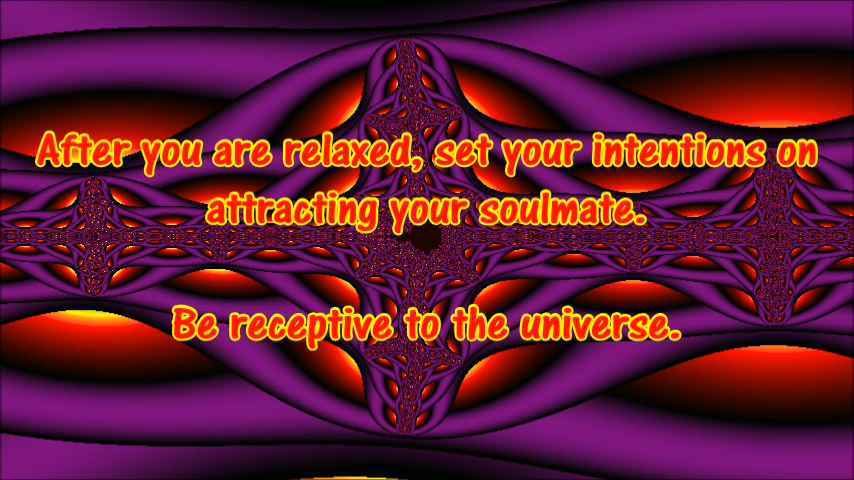 After you are relaxed, set your intentions on
attracting your soulmate.
Be receptive to the universe.